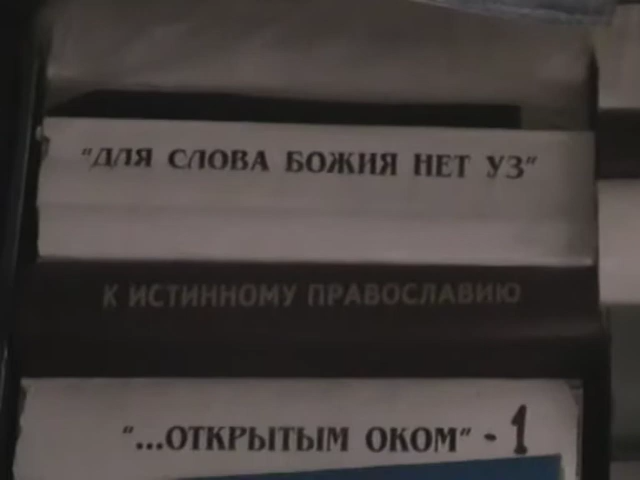 "ДЛЯ СЛОВА БОЖИЯ НЕТ УЗ"
К ИСТИННОМУ ПРАВОСЛАВИЮ
"...ОТКРЫТЫМ ОКОМ" - 1